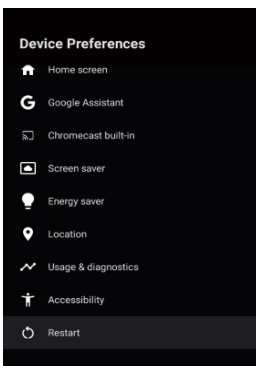 Device Preferences
Home screen
Google Assistant
Chromecast built-in
Screen saver
Energy saver
Location
Usage & diagnostics
Accessibility
Restart